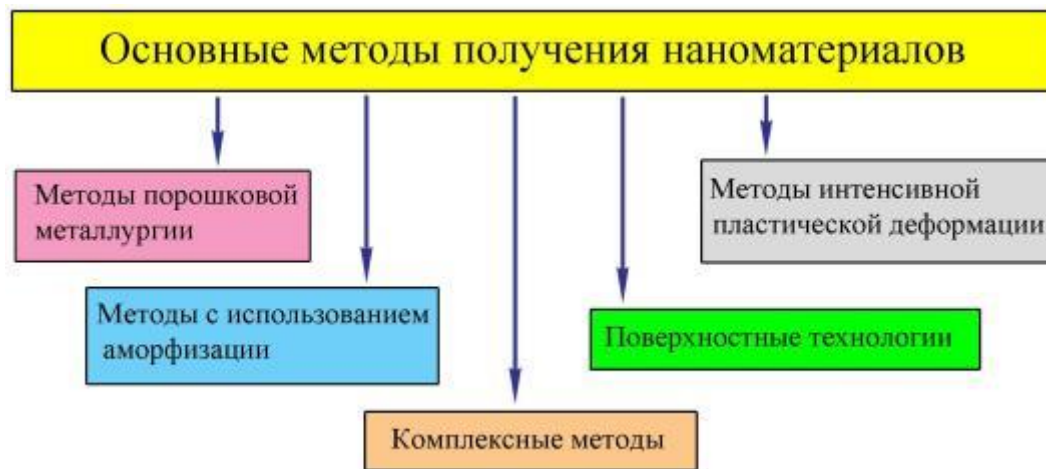 Основные методы получения наноматериалов
Методы порошковой
металлургии
Методы интенсивной
пластической деформации
Методы с использованием
аморфизации
Поверхностные технологии
Комплексные методы